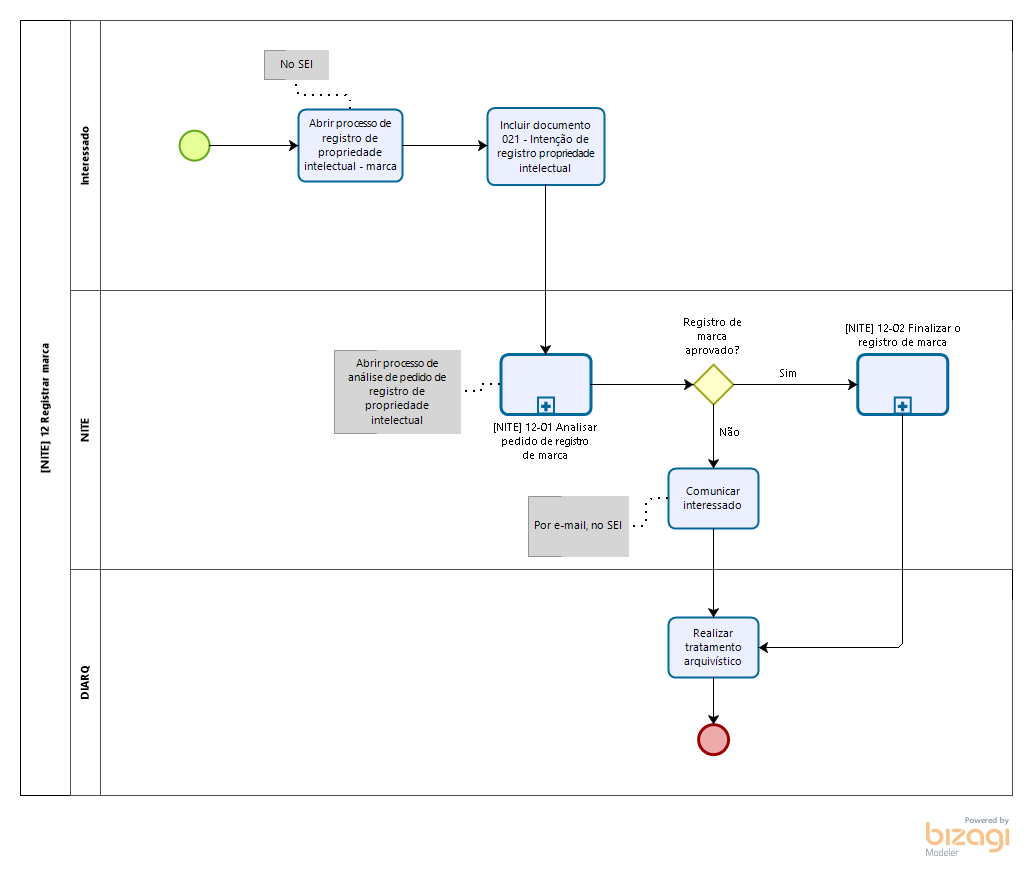 [NITE] 12 Registrar marca
Interessado
No SEI
Abrir processo de
registro de
propriedade
intelectual - marca
Incluir documento
021 - Intenção de
registro propriedade
intelectual
NITE
Abrir processo de
análise de pedido de
registro de
propriedade
intelectual
[NITE] 12-01 Analisar
pedido de registro
de marca
Registro de
marca
aprovado?
Sim
[NITE] 12-02 Finalizar o
registro de marca
Não
Comunicar
interessado
Por e-mail, no SEI
DIARQ
Realizar
tratamento
arquivístico
Powered by
bizagi
Modeler